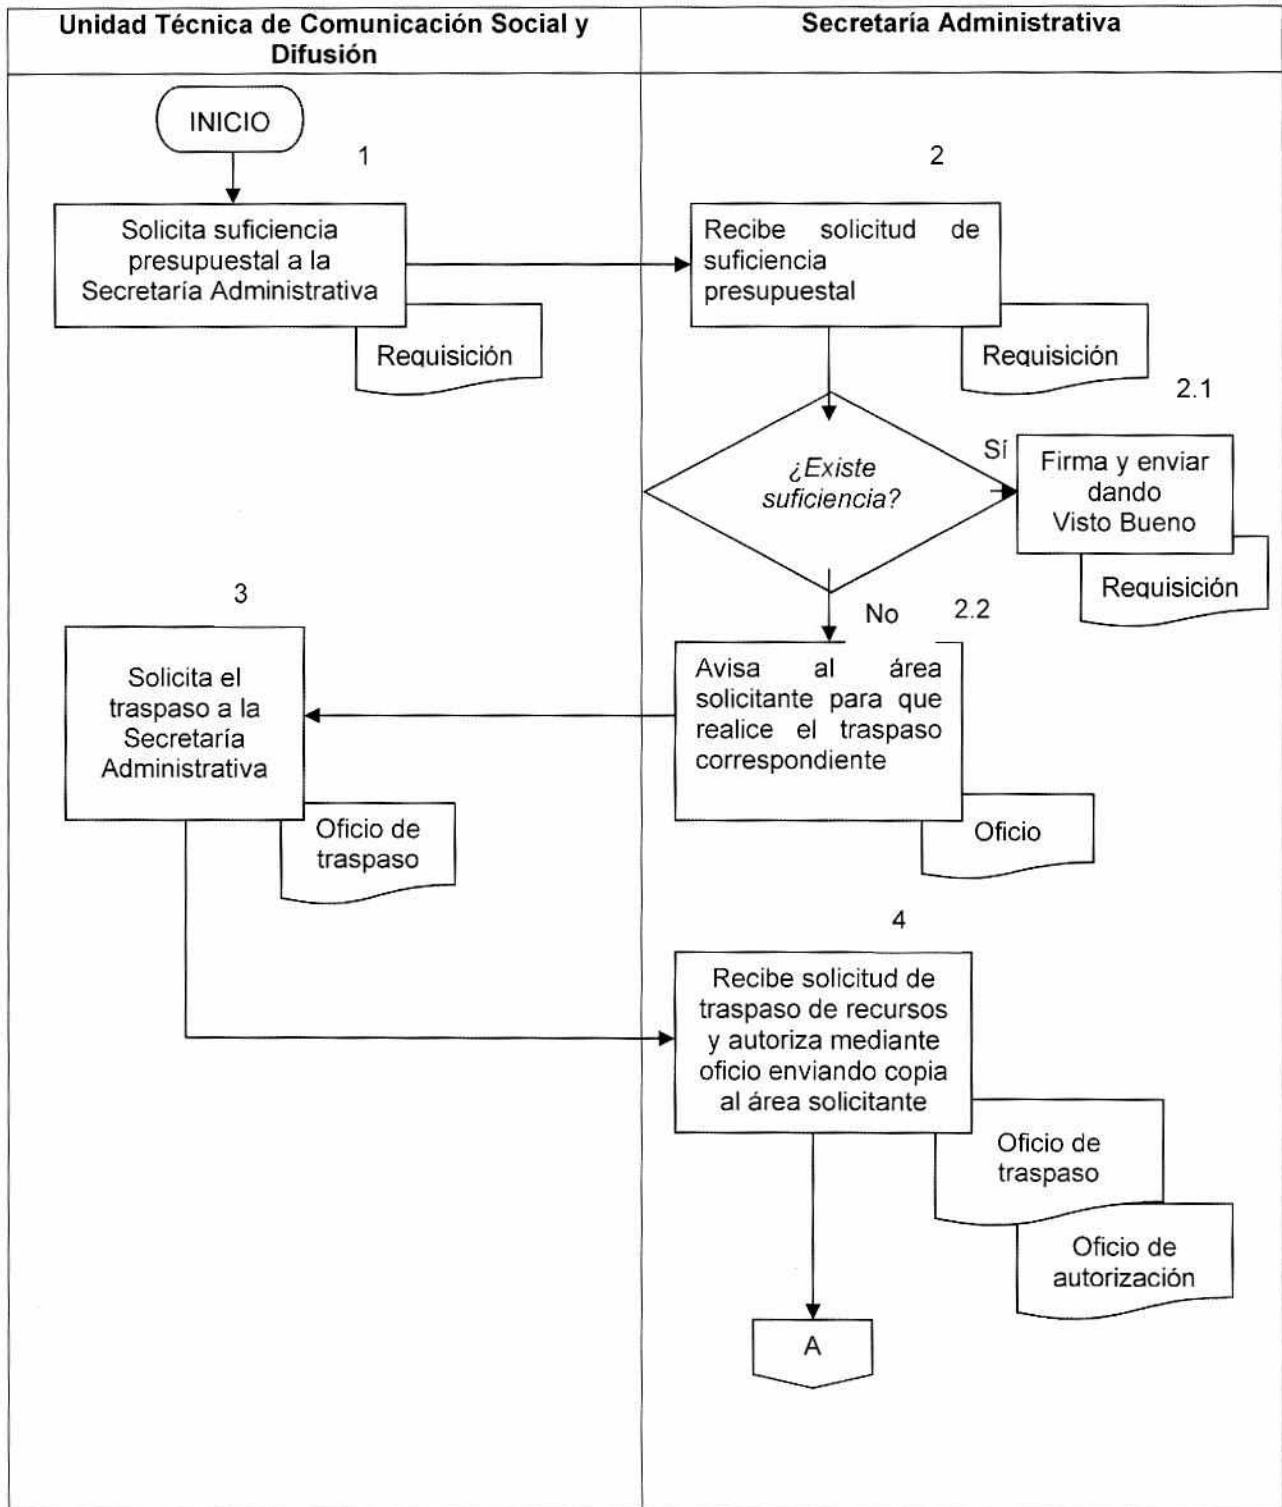 Unidad Técnica de Comunicación Social y
Difusión
Secretaría Administrativa
INICIO
1
2
Solicita suficiencia
presupuestal a la
Secretaría Administrativa
Requisición
Recibe solicitud de
suficiencia
presupuestal
Requisición
2.1
¿Existe
suficiencia?
Sí
Firma y enviar
dando
Visto Bueno
Requisición
No
2.2
3
Avisa al área
solicitante para que
realice el traspaso
correspondiente
Oficio
Solicita el
traspaso a la
Secretaría
Administrativa
Oficio de
traspaso
4
Recibe solicitud de
traspaso de recursos
y autoriza mediante
oficio enviando copia
al área solicitante
Oficio de
traspaso
Oficio de
autorización
A